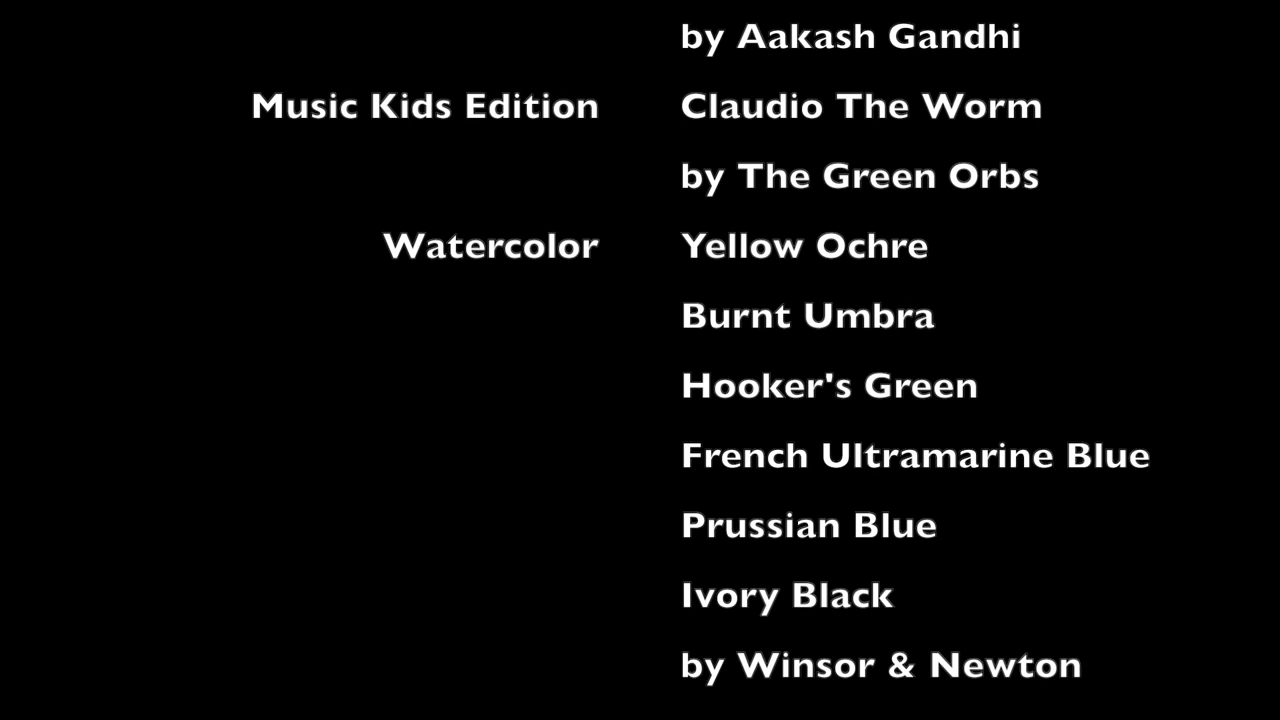 by Aakash Gandhi
Music Kids Edition Claudio The Worm
by The Green Orbs
Watercolor Yellow Ochre
Burnt Umbra
Hooker's Green
French Ultramarine Blue
Prussian Blue
Ivory Black
by Winsor & Newton